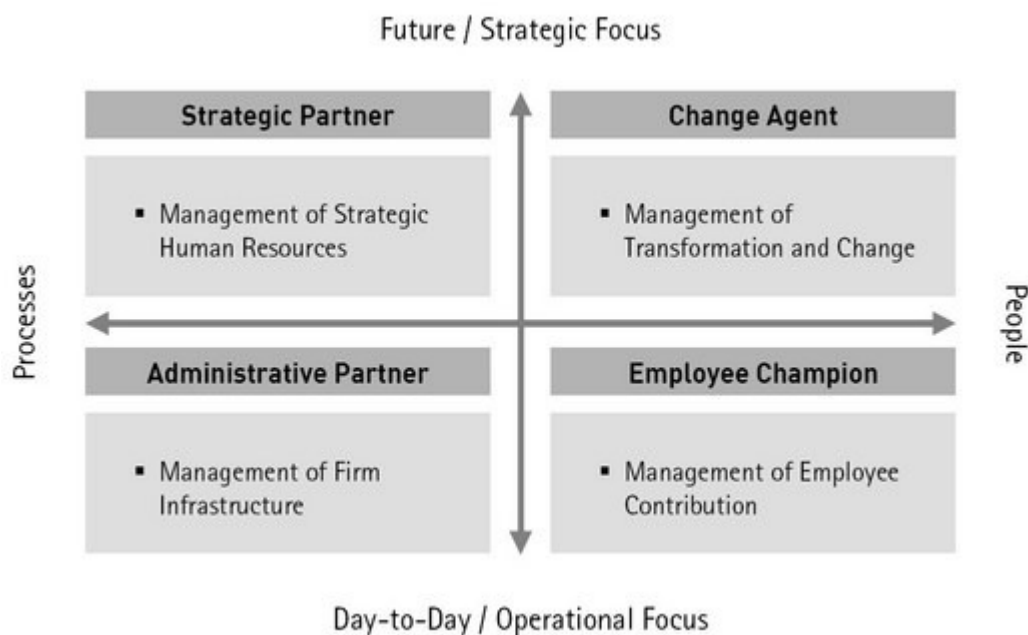 Future / Strategic Focus
Strategic Partner
Change Agent
▪ Management of Strategic
Human Resources
▪ Management of
Transformation and Change
Processes
People
Administrative Partner
Employee Champion
▪ Management of Firm
Infrastructure
▪ Management of Employee
Contribution
Day-to-Day / Operational Focus